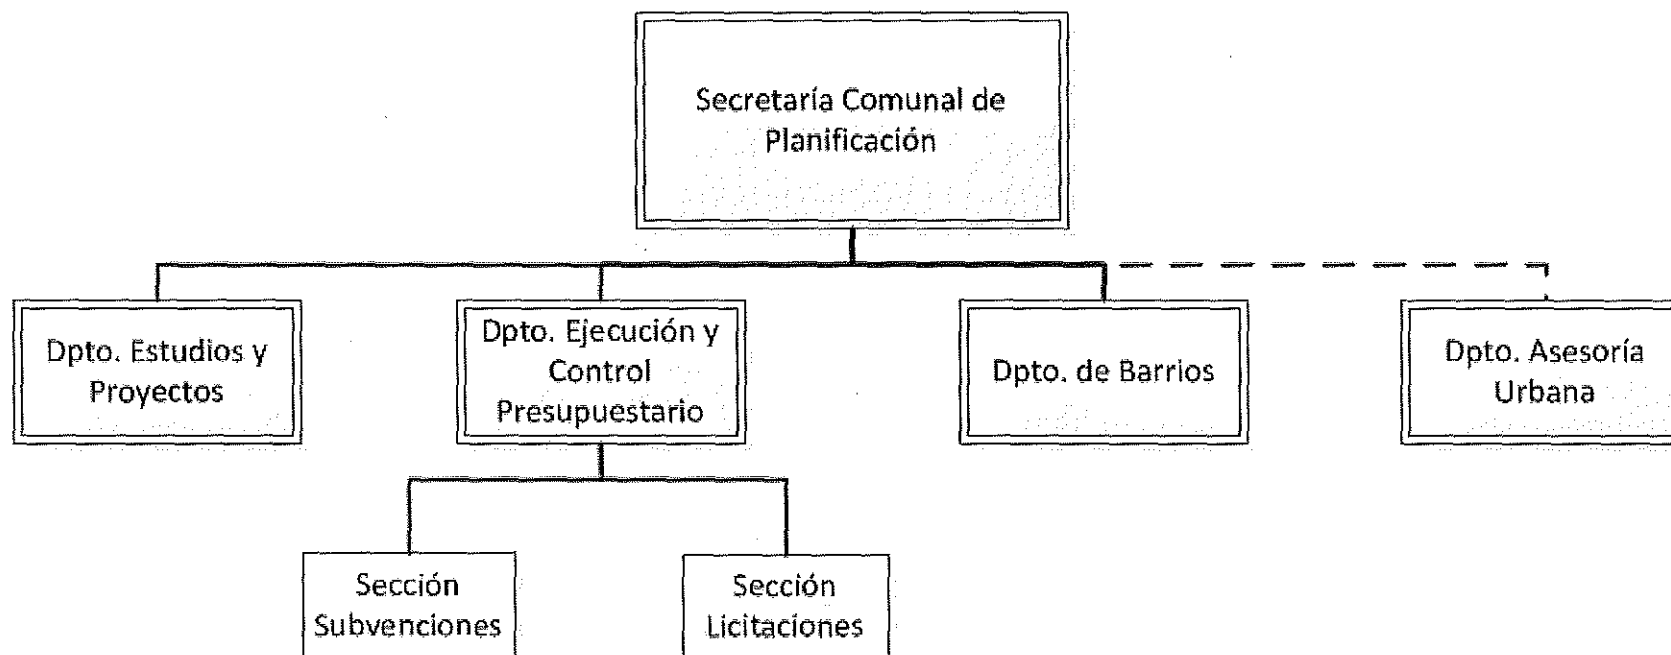 Secretaría Comunal de
Planificación
Dpto. Estudios y
Proyectos
Dpto. Ejecución y
Control
Presupuestario
Dpto. de Barrios
Dpto. Asesoría
Urbana
Sección
Subvenciones
Sección
Licitaciones